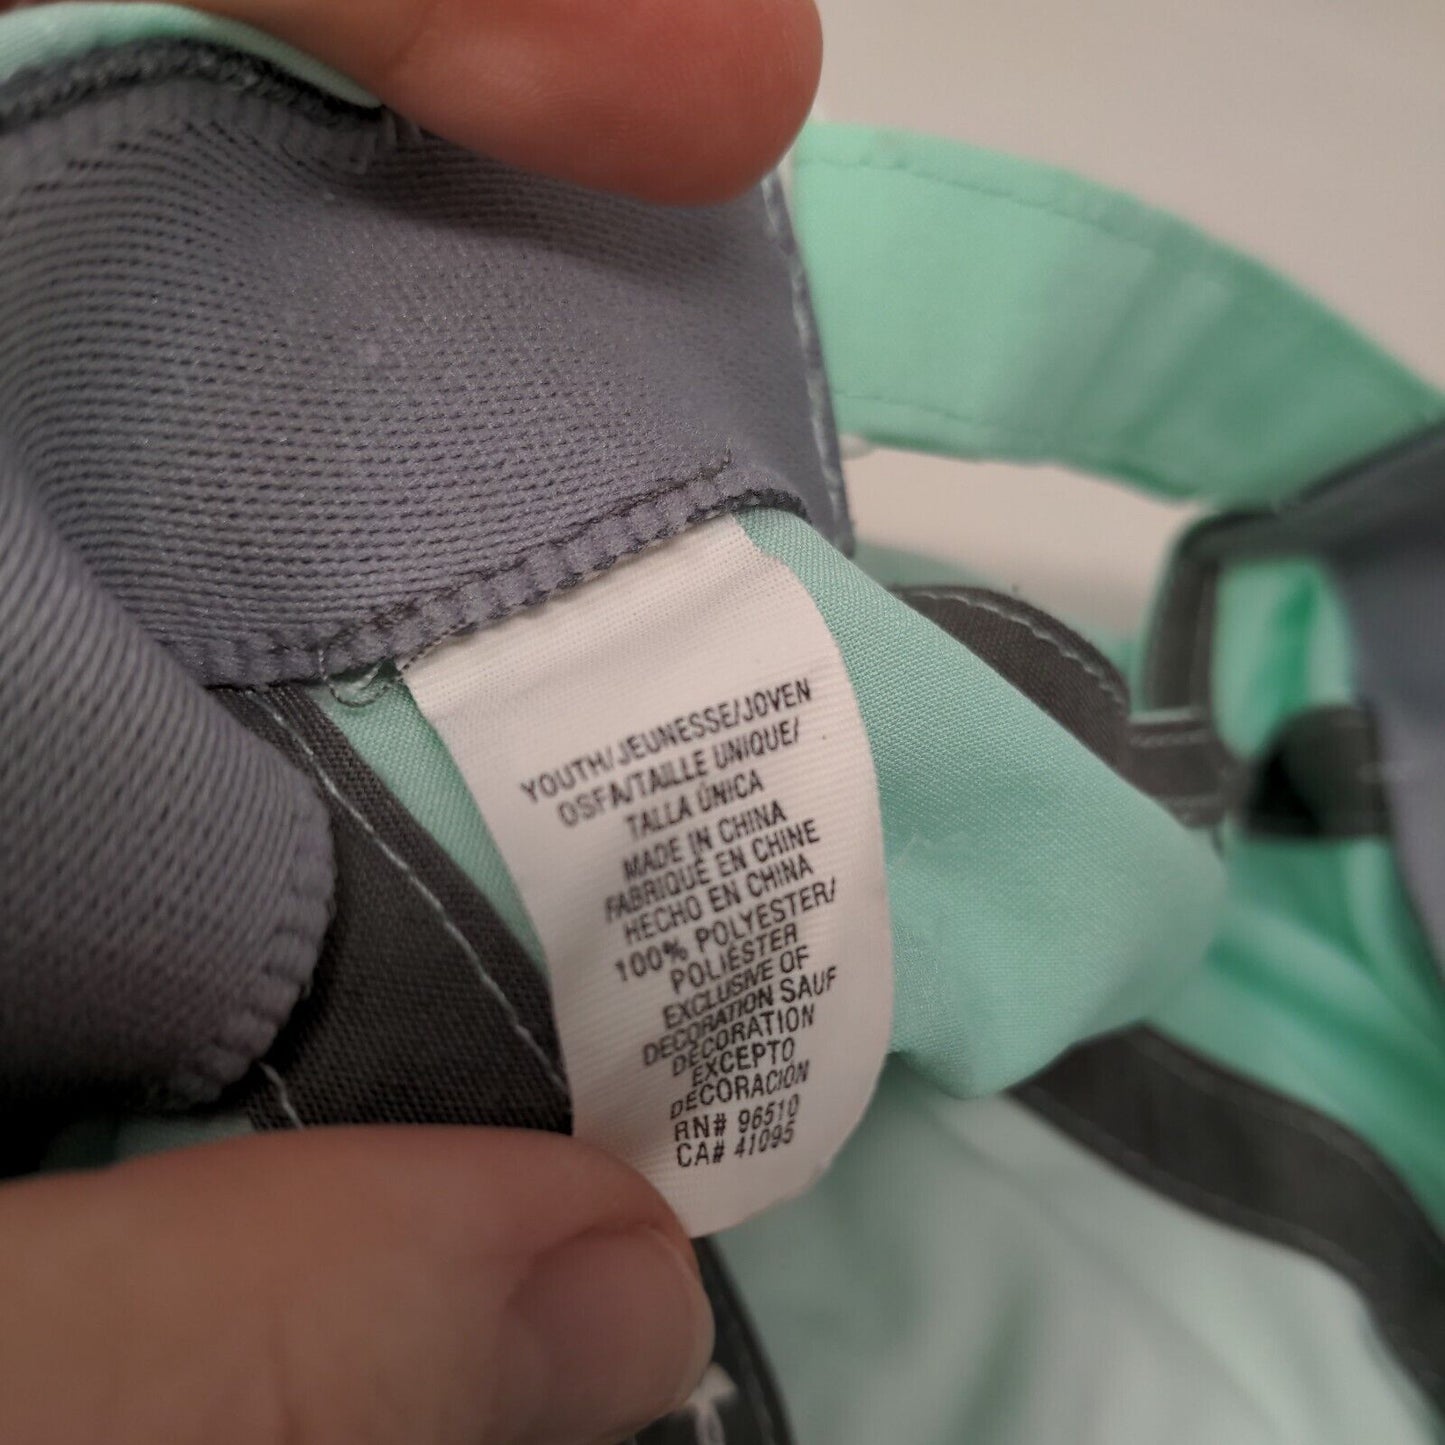 YOUTH/JEUNESSE/JOVEN
OSFA/TAILLE UNIQUE/
TALLA ÚNICA
MADE IN CHINA
FABRIQUÉ EN CHINE
HECHO EN CHINA
100% POLYESTER/
POLIÉSTER
EXCLUSIVE OF
DECORATION SAUF
DÉCORATION
EXCEPTO
DECORACIÓN
RN# 96510
CA# 41095